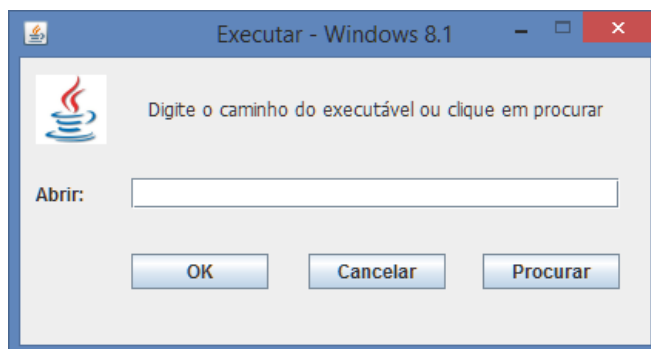 Executar - Windows 8.1
Digite o caminho do executável ou clique em procurar
Abrir:
OK Cancelar Procurar